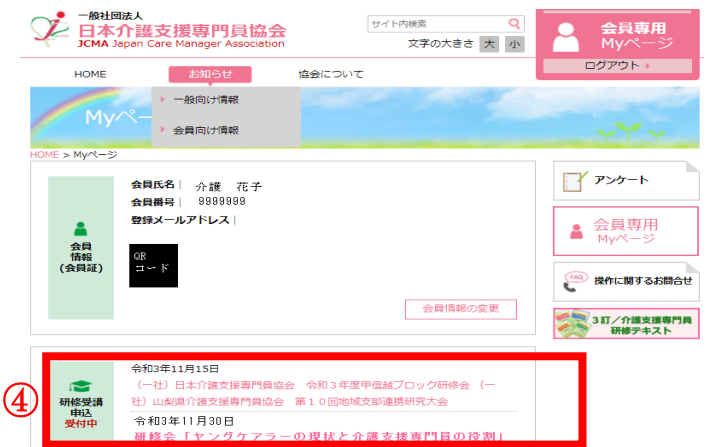 一般社団法人
日本介護支援専門員協会
JCMA Japan Care Manager Association
サイト内検索
文字の大きさ 大 小
会員専用
Myページ
ログアウト
HOME お知らせ 協会について
一般向け情報
会員向け情報
Myペー
HOME > Myページ
会員
情報
(会員証)
会員氏名 介護 花子
会員番号 9999999
登録メールアドレス
QR
コード
会員情報の変更
アンケート
会員専用
Myページ
FAQ 操作に関するお問合せ
3訂/介護支援専門員
研修テキスト
④
研修受講
申込
受付中
令和3年11月15日
(一社)日本介護支援専門員協会 令和3年度甲信越ブロック研修会 (一
社)山梨県介護支援専門員協会 第10回地域支部連携研究大会
令和3年11月30日
研修会「ヤングケアラーの現状と介護支援専門員の役割」